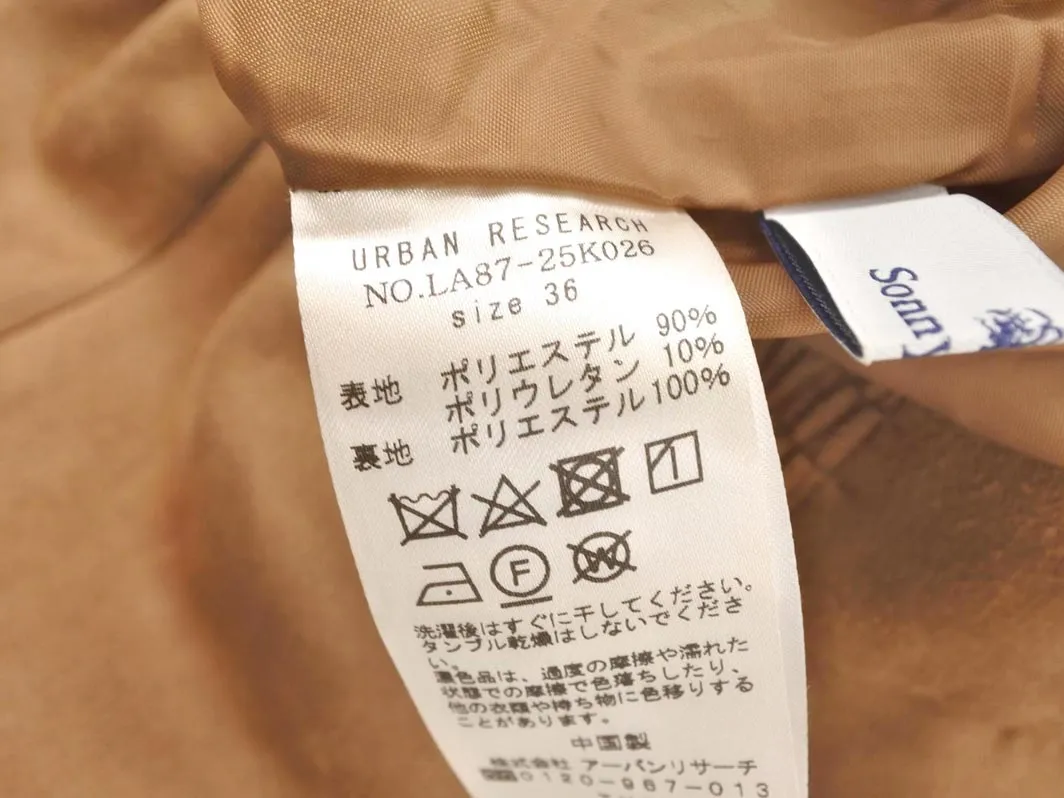 URBAN RESEARCH
NO.LA87-25K026
size 36
表地 ポリエステル 90%
ポリウレタン 10%
裏地 ポリエステル 100%
W
F
洗濯後はすぐに干してください。
タンブル乾燥はしないでくださ
い。
濃色品は、過度の摩擦や濡れた
状態での摩擦で色落ちしたり、
他の衣類や持ち物に色移りする
ことがあります。
中国製
株式会社 アーバンリサーチ
0120-967-013
Sonny